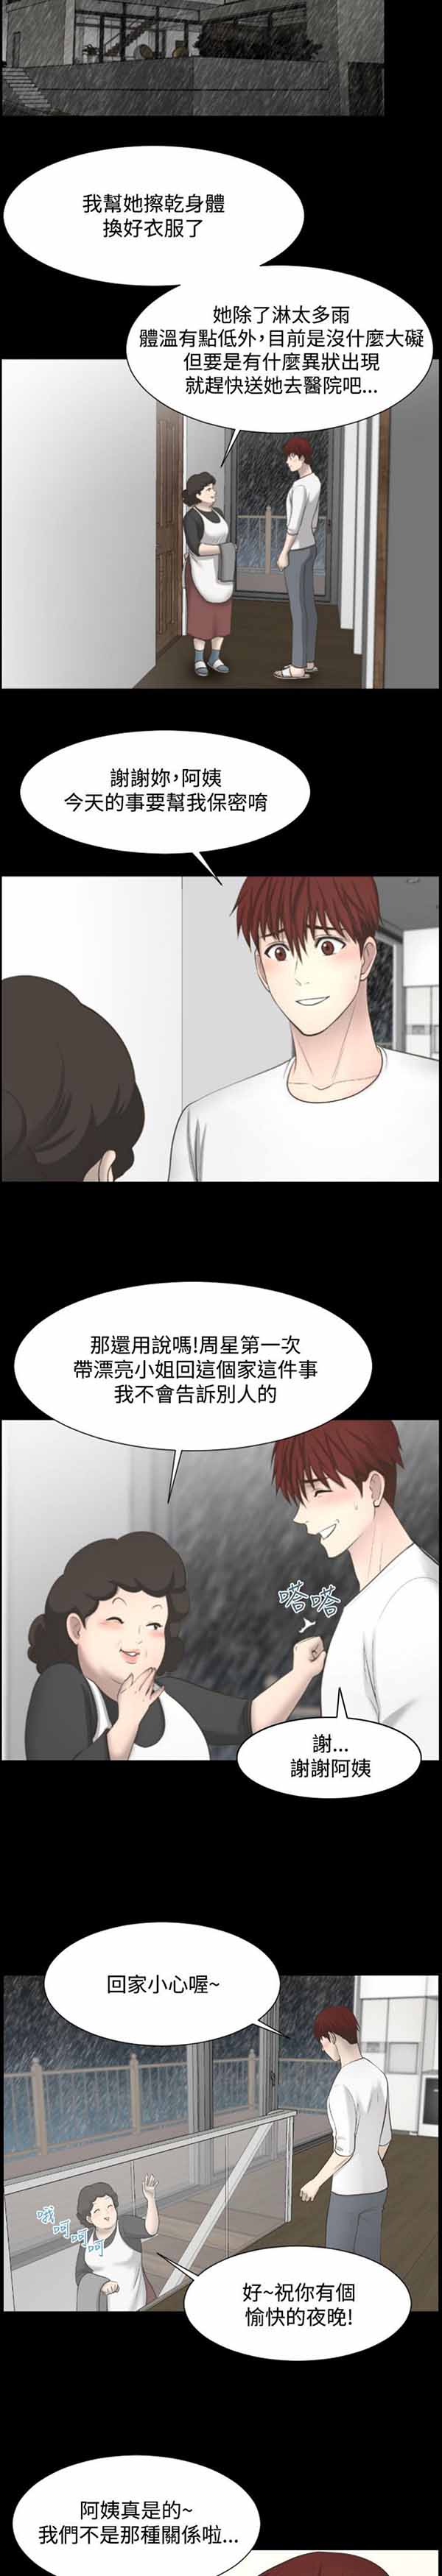 我幫她擦乾身體
換好衣服了
她除了淋太多雨
體溫有點低外,目前是沒什麼大礙
但要是有什麼異狀出現
就趕快送她去醫院吧...
謝謝妳,阿姨
今天的事要幫我保密唷
那還用說嗎!周星第一次
帶漂亮小姐回這個家這件事
我不會告訴別人的
嗒嗒
謝...
謝謝阿姨
回家小心喔~
哦呵呵呵
好~祝你有個
愉快的夜晚!
阿姨真是的~
我們不是那種關係啦...